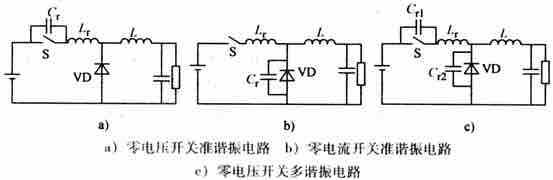 Cr Lr L S VD
Lr L S Cr VD
Cr1 Lr L S Cr2 VD
a) b) c)
a) 零电压开关准谐振电路 b) 零电流开关准谐振电路
c) 零电压开关多谐振电路